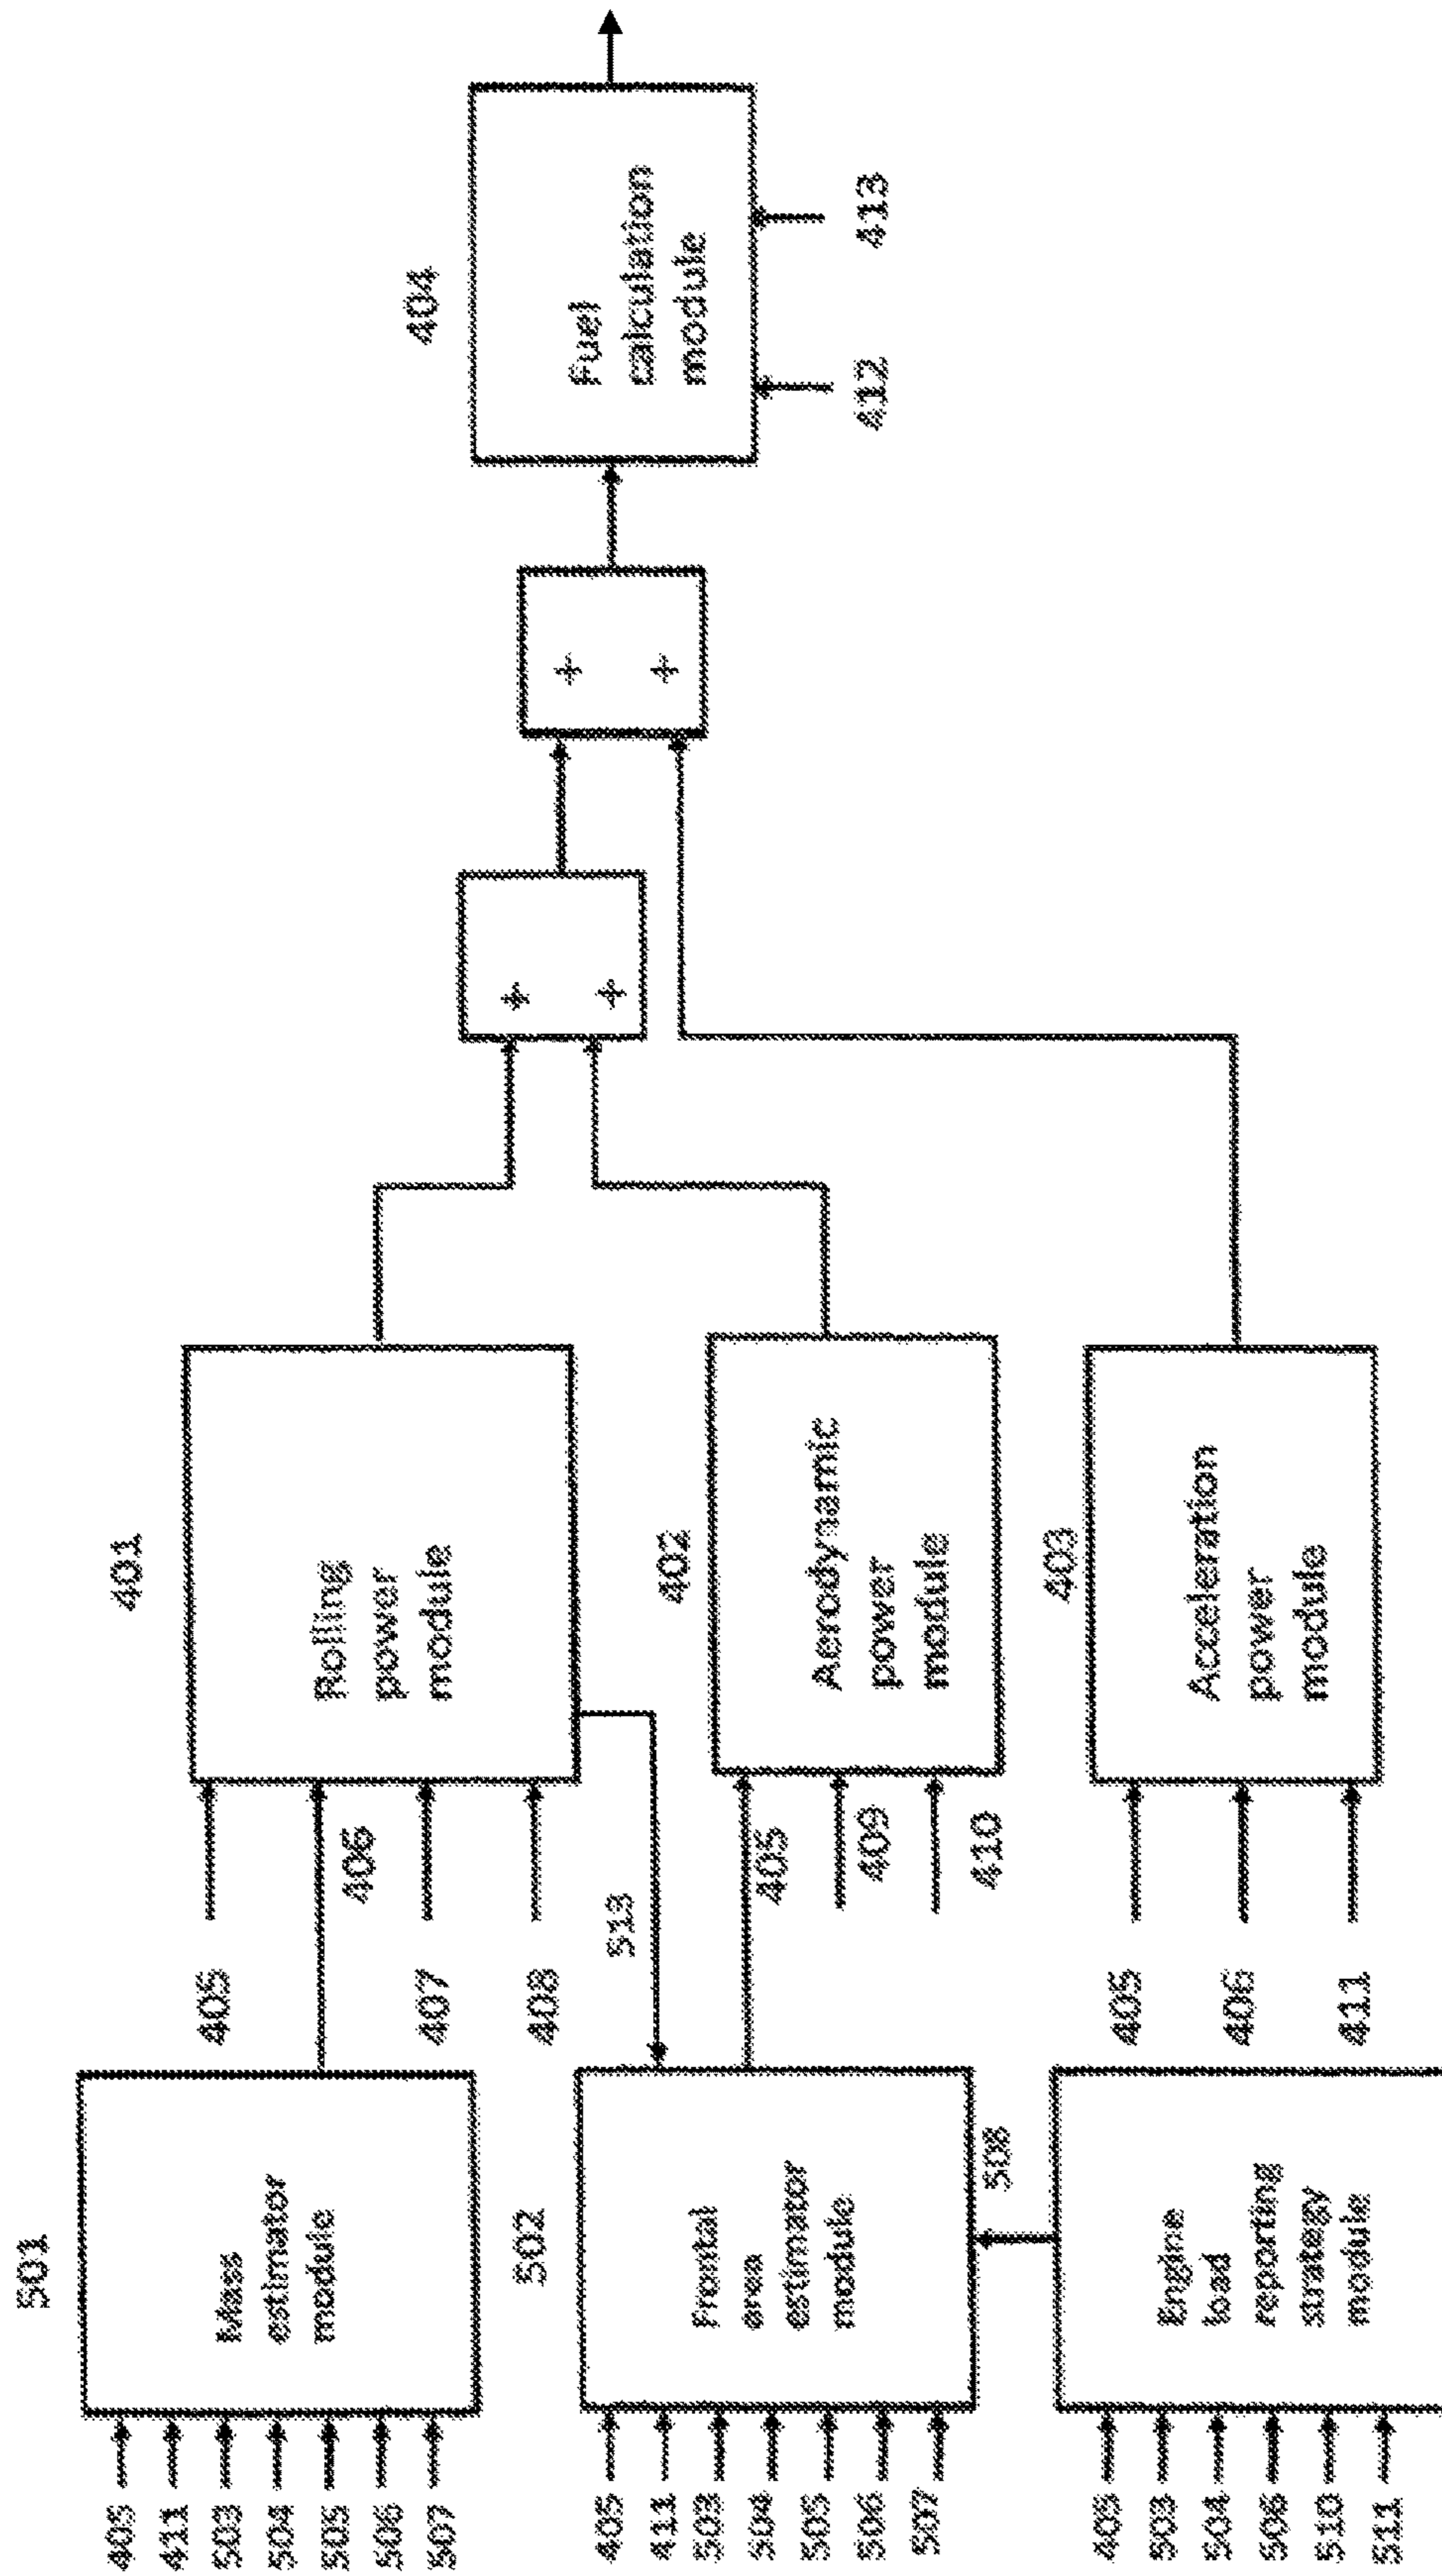 501
405
411
503
504
505
506
507
Mass
estimator
module
401
405
406
407
408
Rolling
power
module
513
502
405
411
503
504
505
506
507
Frontal
area
estimator
module
508
402
405
409
410
Aerodynamic
power
module
405
503
504
506
510
511
Engine
load
reporting
strategy
module
403
405
406
411
Acceleration
power
module
+
+
+
+
404
Fuel
calculation
module
412
413